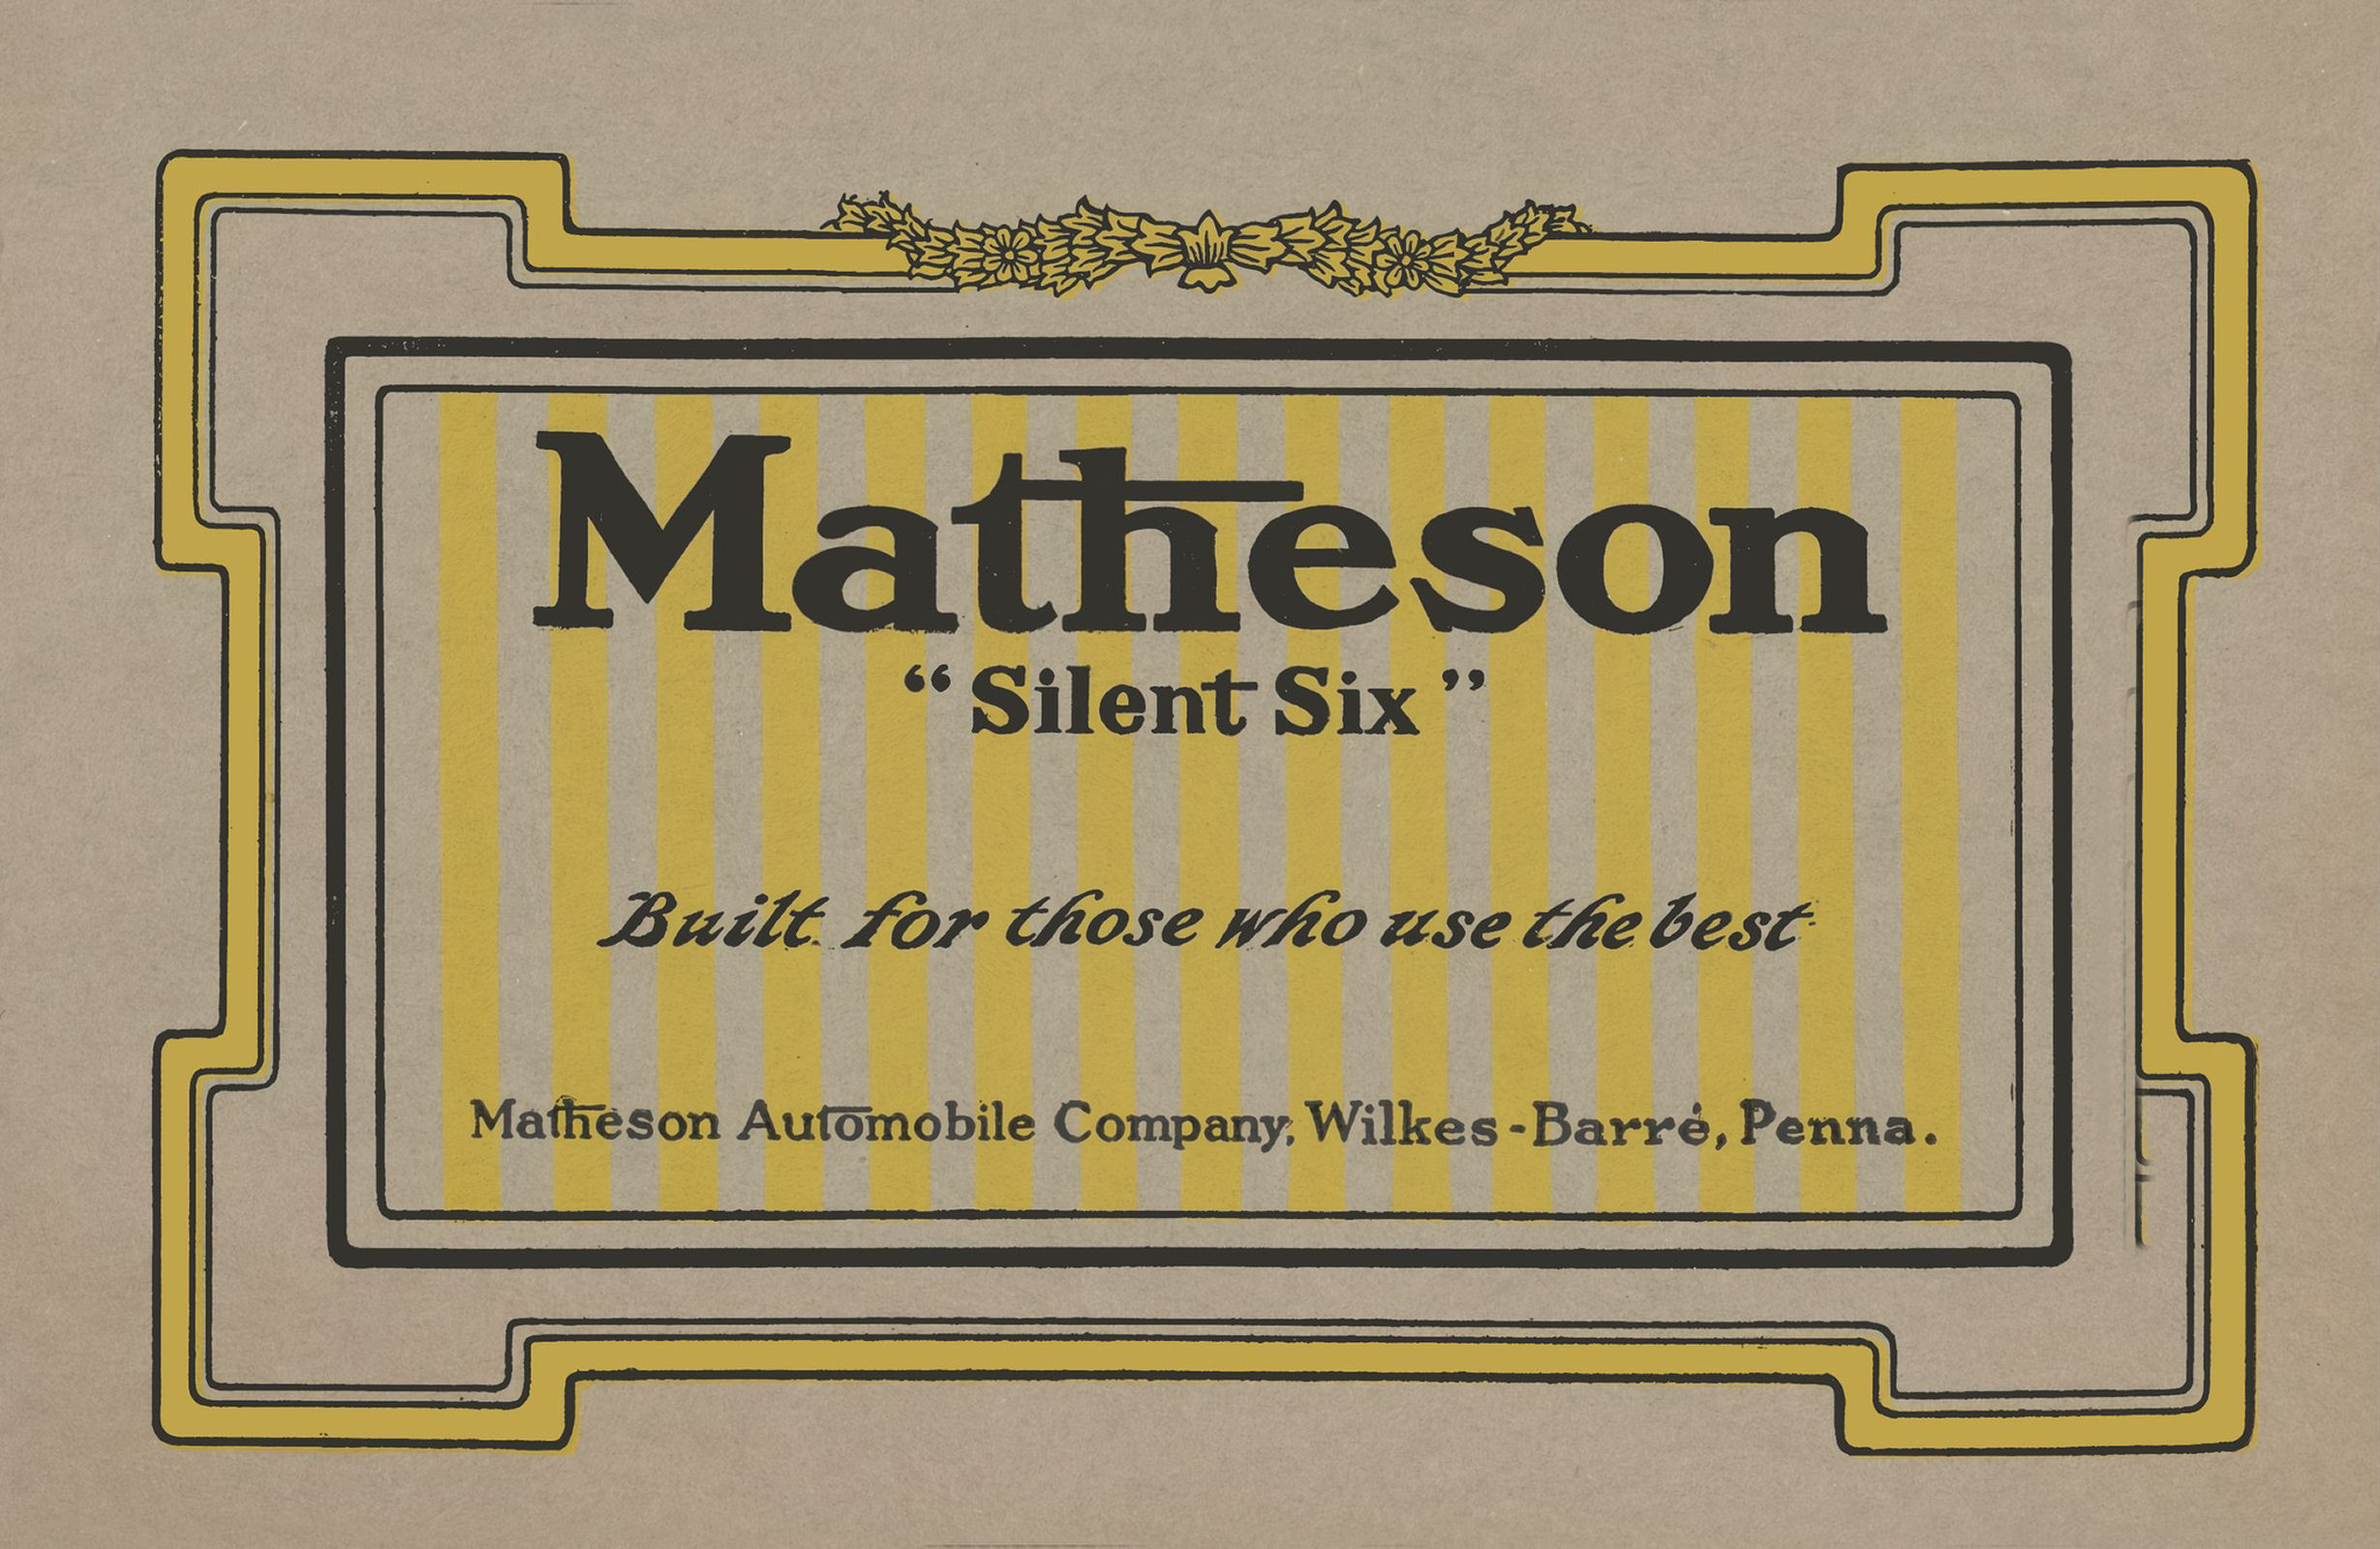 Matheson
“Silent Six”
Built for those who use the best
Matheson Automobile Company, Wilkes-Barré, Penna.